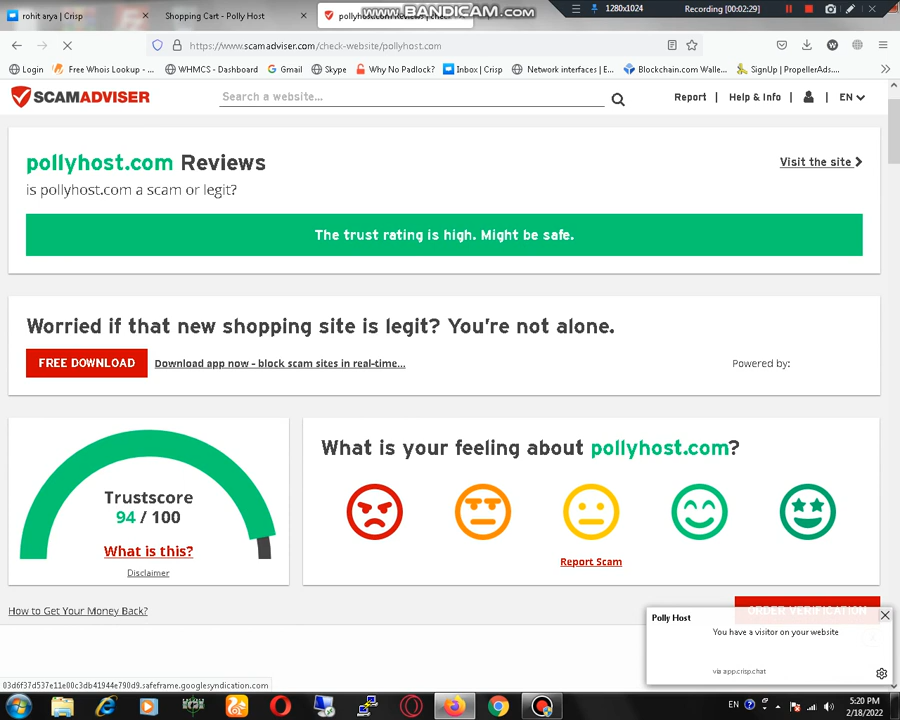 www.BANDICAM.com
1280x1024
Recording [00:02:29]
rohit arya | Crisp
Shopping Cart - Polly Host
pollyhost.com Reviews | che
https://www.scamadviser.com/check-website/pollyhost.com
Login
Free Whois Lookup - ...
WHMCS - Dashboard
Gmail
Skype
Why No Padlock?
Inbox | Crisp
Network interfaces | E...
Blockchain.com Walle...
SignUp | PropellerAds....
SCAMADVISER
Search a website...
Report | Help & Info | | EN
pollyhost.com Reviews
Visit the site
is pollyhost.com a scam or legit?
The trust rating is high. Might be safe.
Worried if that new shopping site is legit? You're not alone.
FREE DOWNLOAD
Download app now - block scam sites in real-time...
Powered by:
Trustscore
94 / 100
What is this?
Disclaimer
What is your feeling about pollyhost.com?
Report Scam
How to Get Your Money Back?
ORDER VERIFICATION
Polly Host
You have a visitor on your website
via app.crisp.chat
03d6f37d537e11e00c3db41944e790d9.safeframe.googlesyndication.com
EN
5:20 PM
2/18/2022